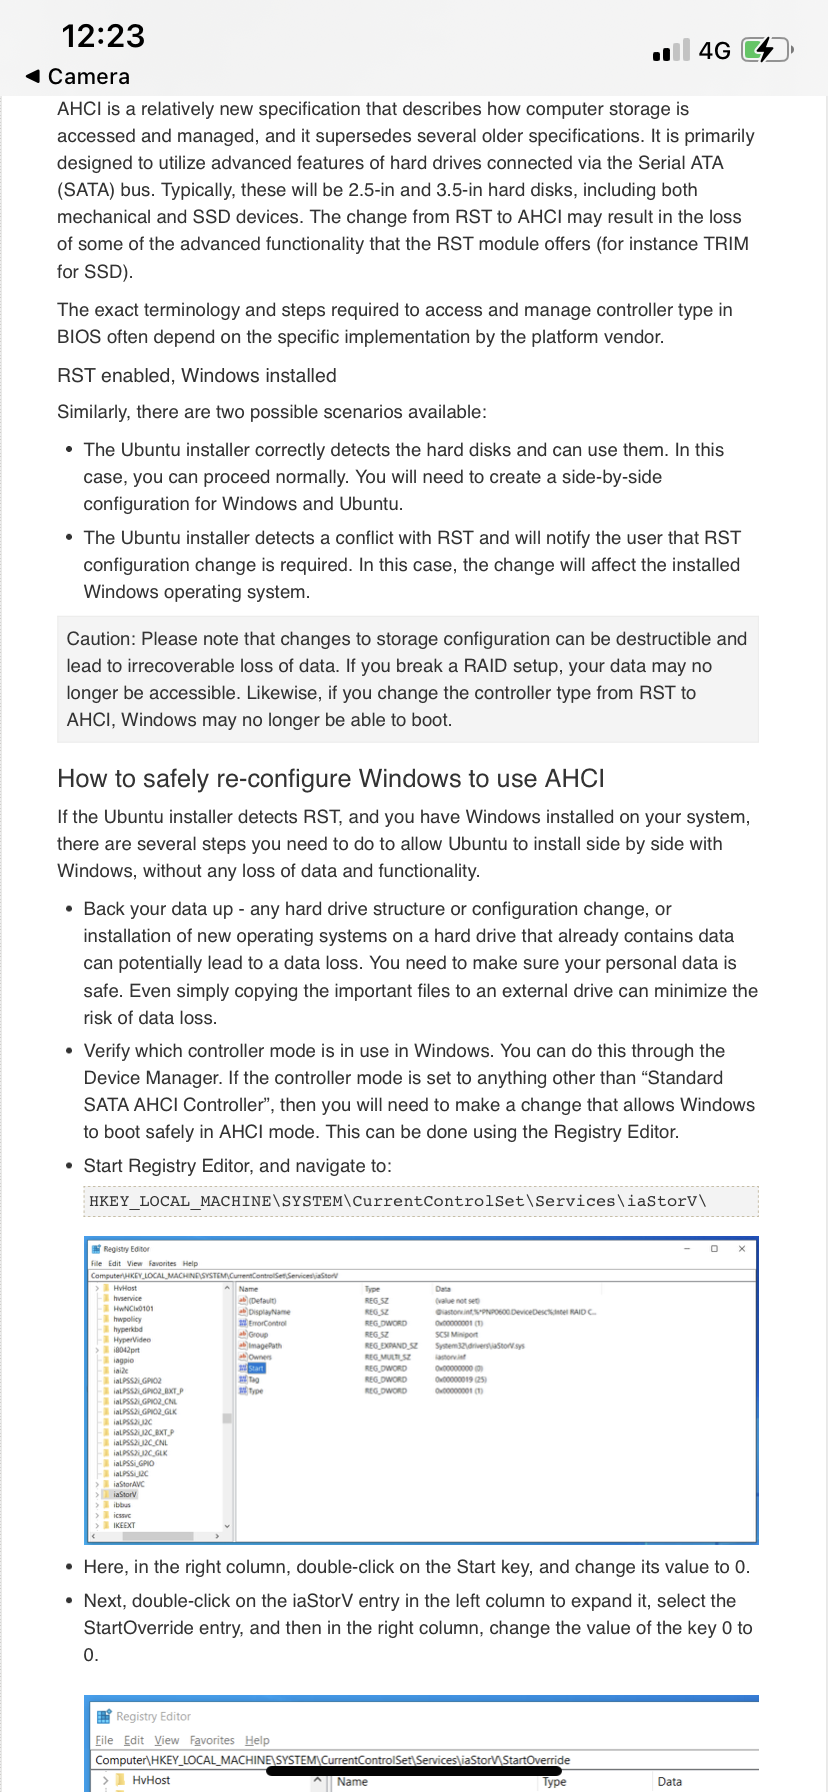 12:23
4G
◀ Camera
AHCI is a relatively new specification that describes how computer storage is
accessed and managed, and it supersedes several older specifications. It is primarily
designed to utilize advanced features of hard drives connected via the Serial ATA
(SATA) bus. Typically, these will be 2.5-in and 3.5-in hard disks, including both
mechanical and SSD devices. The change from RST to AHCI may result in the loss
of some of the advanced functionality that the RST module offers (for instance TRIM
for SSD).
The exact terminology and steps required to access and manage controller type in
BIOS often depend on the specific implementation by the platform vendor.
RST enabled, Windows installed
Similarly, there are two possible scenarios available:
• The Ubuntu installer correctly detects the hard disks and can use them. In this
case, you can proceed normally. You will need to create a side-by-side
configuration for Windows and Ubuntu.
• The Ubuntu installer detects a conflict with RST and will notify the user that RST
configuration change is required. In this case, the change will affect the installed
Windows operating system.
Caution: Please note that changes to storage configuration can be destructible and
lead to irrecoverable loss of data. If you break a RAID setup, your data may no
longer be accessible. Likewise, if you change the controller type from RST to
AHCI, Windows may no longer be able to boot.
How to safely re-configure Windows to use AHCI
If the Ubuntu installer detects RST, and you have Windows installed on your system,
there are several steps you need to do to allow Ubuntu to install side by side with
Windows, without any loss of data and functionality.
• Back your data up - any hard drive structure or configuration change, or
installation of new operating systems on a hard drive that already contains data
can potentially lead to a data loss. You need to make sure your personal data is
safe. Even simply copying the important files to an external drive can minimize the
risk of data loss.
• Verify which controller mode is in use in Windows. You can do this through the
Device Manager. If the controller mode is set to anything other than “Standard
SATA AHCI Controller”, then you will need to make a change that allows Windows
to boot safely in AHCI mode. This can be done using the Registry Editor.
• Start Registry Editor, and navigate to:
HKEY_LOCAL_MACHINE\SYSTEM\CurrentControlSet\Services\iaStorV\
Registry Editor
File Edit View Favorites Help
Computer\HKEY_LOCAL_MACHINE\SYSTEM\CurrentControlSet\Services\iaStorV
HvHost
hvservice
HwNClx0101
hwpolicy
hyperkbd
HyperVideo
i8042prt
iagpio
iai2c
iaLPSS2i_GPIO2
iaLPSS2i_GPIO2_BXT_P
iaLPSS2i_GPIO2_CNL
iaLPSS2i_GPIO2_GLK
iaLPSS2i_I2C
iaLPSS2i_I2C_BXT_P
iaLPSS2i_I2C_CNL
iaLPSS2i_I2C_GLK
iaLPSSi_GPIO
iaLPSSi_I2C
iaStorAVC
iaStorV
ibbus
icssvc
IKEEXT
Name Type Data
(Default) REG_SZ (value not set)
DisplayName REG_SZ @iastorv.inf,%*PNP0600.DeviceDesc%;Intel RAID C...
ErrorControl REG_DWORD 0x00000001 (1)
Group REG_SZ SCSI Miniport
ImagePath REG_EXPAND_SZ System32\drivers\iaStorV.sys
Owners REG_MULTI_SZ iastorv.inf
Start REG_DWORD 0x00000000 (0)
Tag REG_DWORD 0x00000019 (25)
Type REG_DWORD 0x00000001 (1)
• Here, in the right column, double-click on the Start key, and change its value to 0.
• Next, double-click on the iaStorV entry in the left column to expand it, select the
StartOverride entry, and then in the right column, change the value of the key 0 to
0.
Registry Editor
File Edit View Favorites Help
Computer\HKEY_LOCAL_MACHINE\SYSTEM\CurrentControlSet\Services\iaStorV\StartOverride
HvHost
Name Type Data